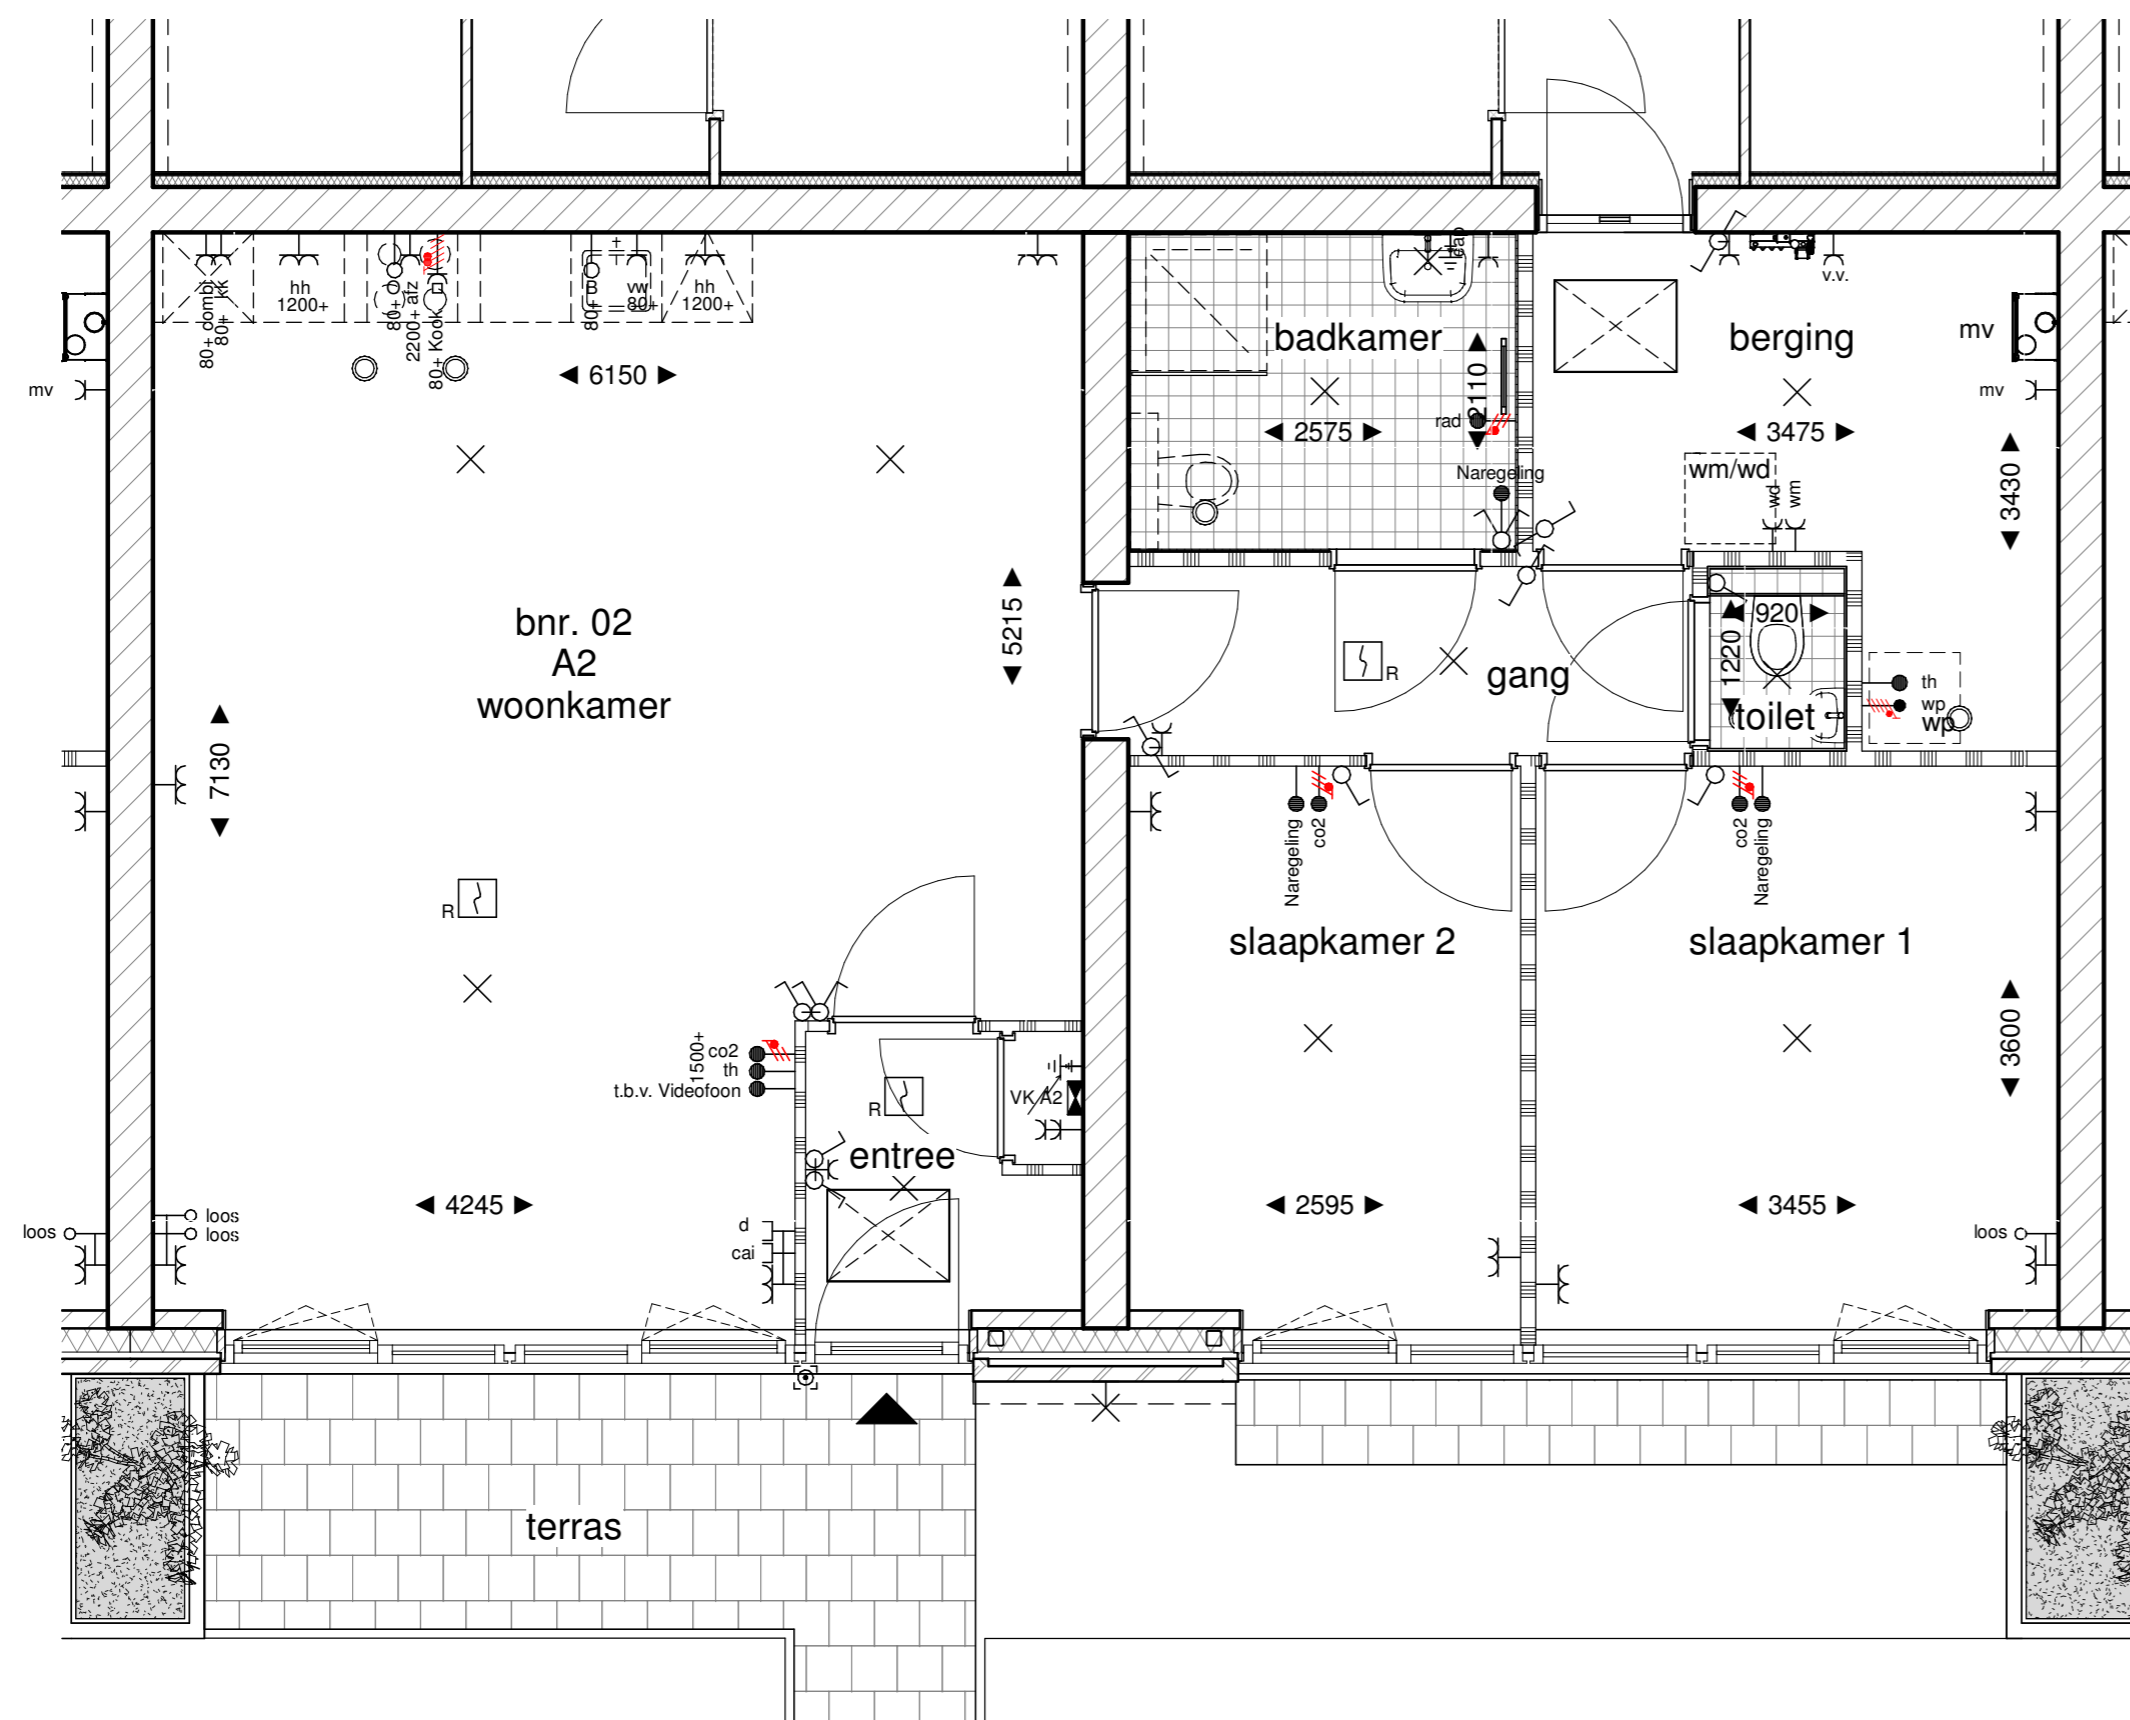 80+ combi
80+ kk
hh
1200+
80+ O
2200+ afz
80+ Kook
80+ B
vw
80+
hh
1200+
6150
mv
badkamer
2110
2575
rad
Naregeling
berging
v.v.
3475
mv
mv
3430
wm/wd
wd
wm
bnr. 02
A2
woonkamer
5215
7130
R
gang
R
920
1220
toilet
th
wp
wp
Naregeling
co2
co2
Naregeling
slaapkamer 2
slaapkamer 1
3600
1500+
co2
th
t.b.v. Videofoon
R
VK A2
entree
4245
2595
3455
loos
loos
loos
loos
d
cai
terras